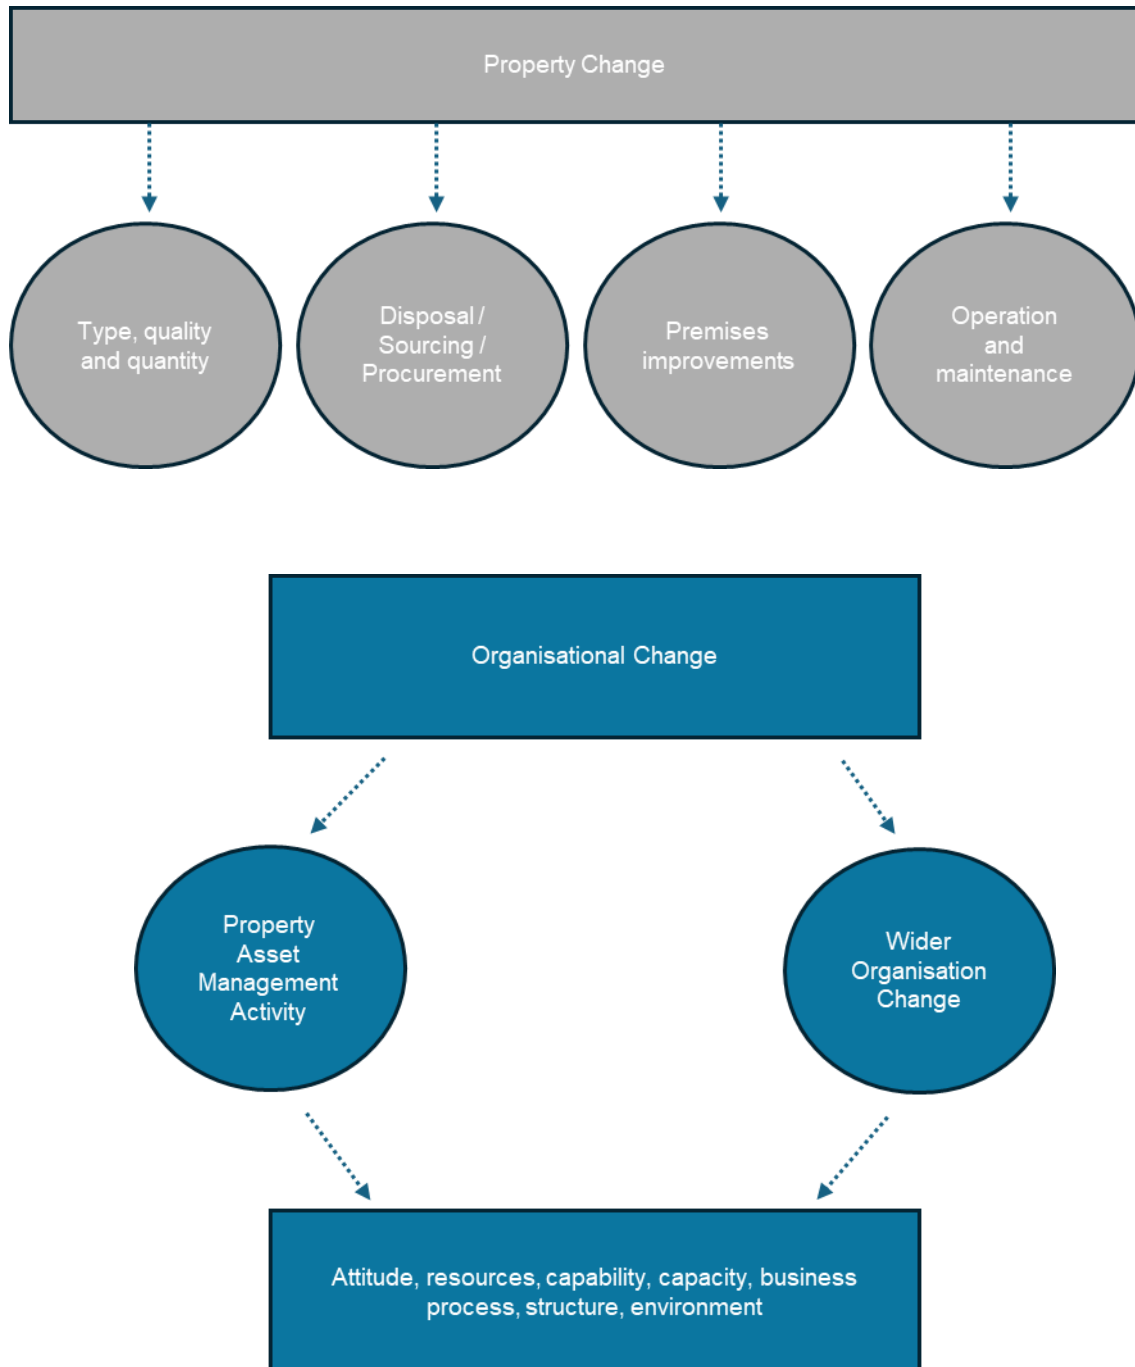 Property Change
Type, quality
and quantity
Disposal /
Sourcing /
Procurement
Premises
improvements
Operation
and
maintenance
Organisational Change
Property
Asset
Management
Activity
Wider
Organisation
Change
Attitude, resources, capability, capacity, business
process, structure, environment